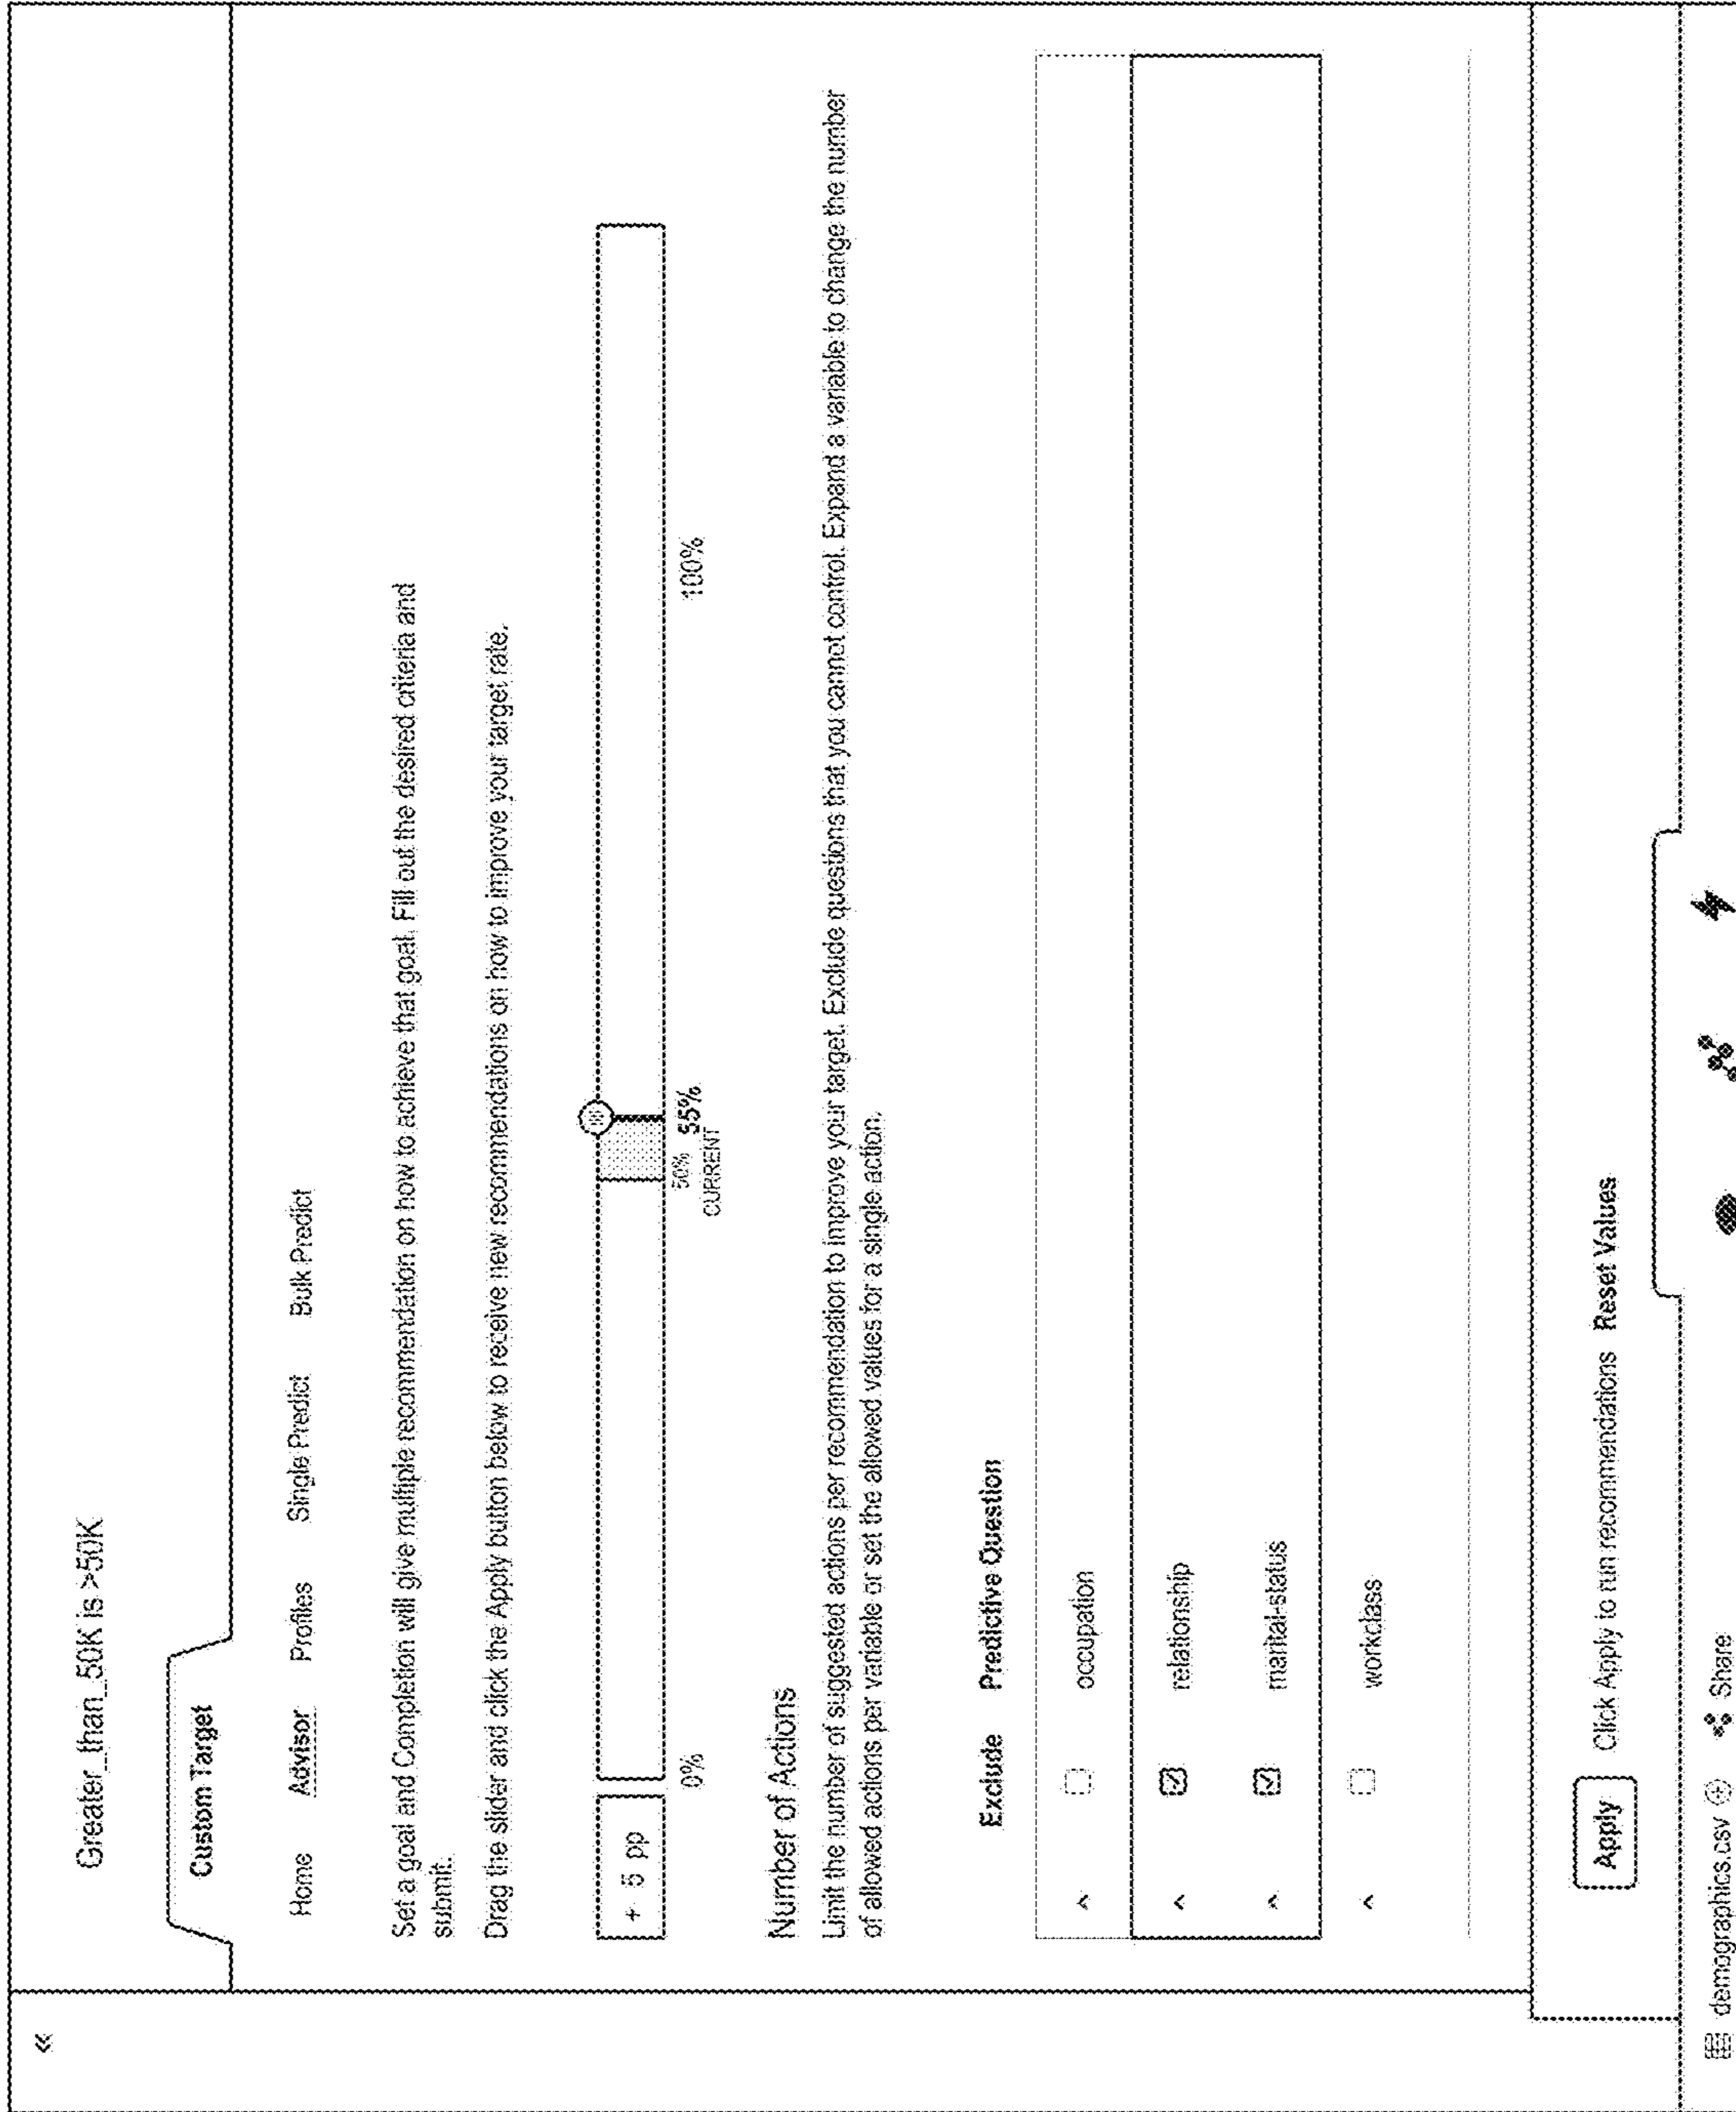 «
Greater_than_50K is >50K
Custom Target
Home Advisor Profiles Single Predict Bulk Predict
Set a goal and Completion will give multiple recommendation on how to achieve that goal. Fill out the desired criteria and
submit.
Drag the slider and click the Apply button below to receive new recommendations on how to improve your target rate.
+ 5 pp
0% 50% 55% 100%
CURRENT
Number of Actions
Limit the number of suggested actions per recommendation to improve your target. Exclude questions that you cannot control. Expand a variable to change the number
of allowed actions per variable or set the allowed values for a single action.
Exclude Predictive Question
occupation
relationship
marital-status
workclass
Apply Click Apply to run recommendations Reset Values
demographics.csv Share